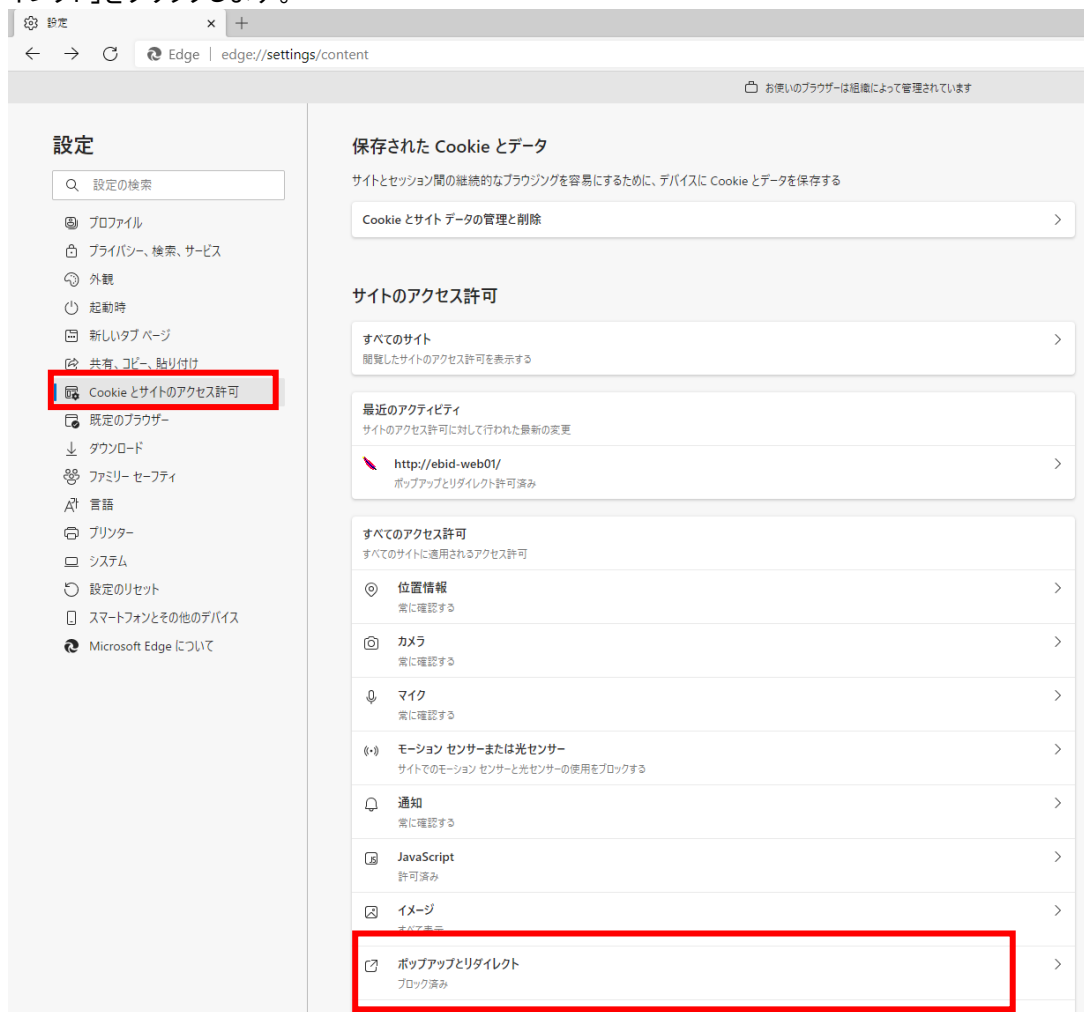 設定
Edge | edge://settings/content
お使いのブラウザーは組織によって管理されています
設定
設定の検索
プロファイル
プライバシー、検索、サービス
外観
起動時
新しいタブ ページ
共有、コピー、貼り付け
Cookie とサイトのアクセス許可
既定のブラウザー
ダウンロード
ファミリー セーフティ
言語
プリンター
システム
設定のリセット
スマートフォンとその他のデバイス
Microsoft Edge について
保存された Cookie とデータ
サイトとセッション間の継続的なブラウジングを容易にするために、デバイスに Cookie とデータを保存する
Cookie とサイト データの管理と削除
サイトのアクセス許可
すべてのサイト
閲覧したサイトのアクセス許可を表示する
最近のアクティビティ
サイトのアクセス許可に対して行われた最新の変更
http://ebid-web01/
ポップアップとリダイレクト許可済み
すべてのアクセス許可
すべてのサイトに適用されるアクセス許可
位置情報
常に確認する
カメラ
常に確認する
マイク
常に確認する
モーション センサーまたは光センサー
サイトでのモーション センサーと光センサーの使用をブロックする
通知
常に確認する
JavaScript
許可済み
イメージ
すべて表示
ポップアップとリダイレクト
ブロック済み